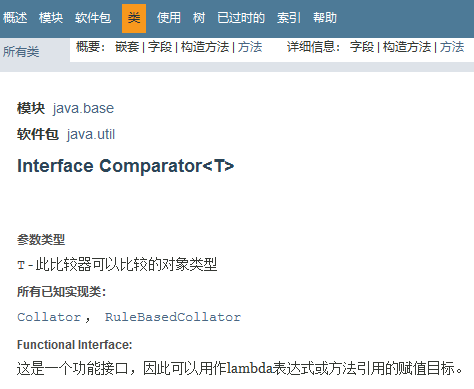 概述 模块 软件包 类 使用 树 已过时的 索引 帮助
所有类 概要： 嵌套 | 字段 | 构造方法 | 方法 详细信息： 字段 | 构造方法 | 方法
模块 java.base
软件包 java.util
Interface Comparator<T>
参数类型
T - 此比较器可以比较的对象类型
所有已知实现类：
Collator ， RuleBasedCollator
Functional Interface:
这是一个功能接口，因此可以用作lambda表达式或方法引用的赋值目标。